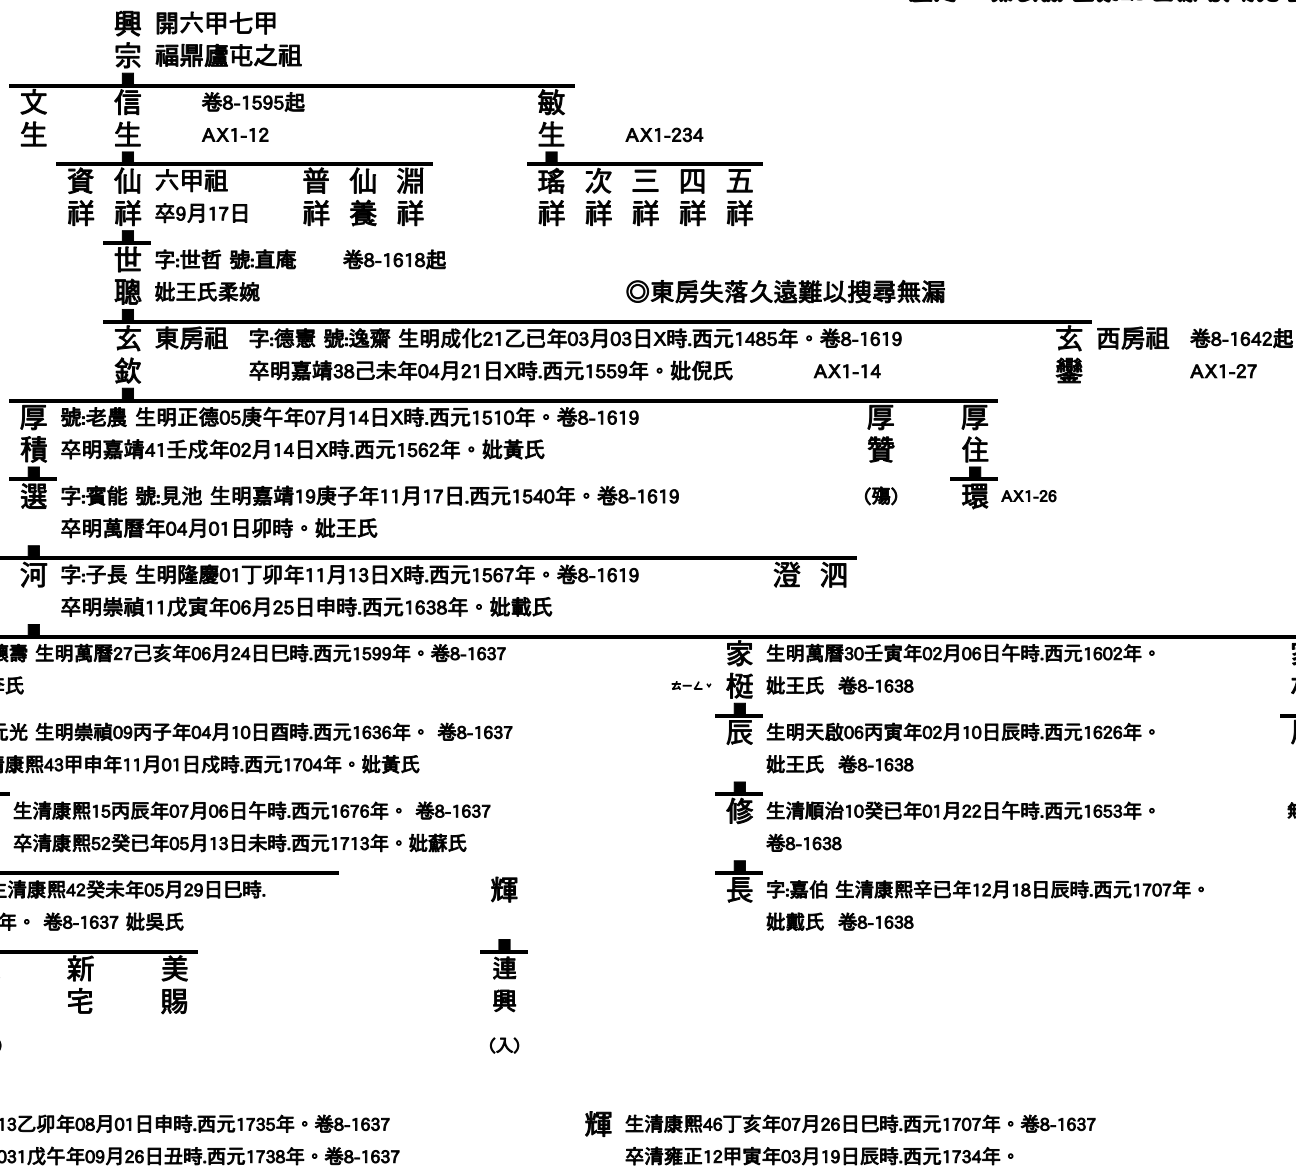 興 開六甲七甲
宗 福鼎廬屯之祖
文 信 卷8-1595起 敏
生 生 AX1-12 生 AX1-234
資 仙 六甲祖 普 仙 淵 瑤 次 三 四 五
祥 祥 卒9月17日 祥 養 祥 祥 祥 祥 祥 祥
世 字:世哲 號:直庵 卷8-1618起
聰 妣王氏柔婉 ◎東房失落久遠難以搜尋無漏
玄 東房祖 字:德憲 號:逸齋 生明成化21乙巳年03月03日X時.西元1485年。卷8-1619 玄 西房祖 卷8-1642起
欽 卒明嘉靖38己未年04月21日X時.西元1559年。妣倪氏 AX1-14 鑾 AX1-27
厚 號:老農 生明正德05庚午年07月14日X時.西元1510年。卷8-1619 厚 厚
積 卒明嘉靖41壬戍年02月14日X時.西元1562年。妣黃氏 贊 住
選 字:賓能 號:見池 生明嘉靖19庚子年11月17日.西元1540年。卷8-1619 (殤) 環 AX1-26
卒明萬曆年04月01日卯時。妣王氏
河 字:子長 生明隆慶01丁卯年11月13日X時.西元1567年。卷8-1619 澄 泗
卒明崇禎11戊寅年06月25日申時.西元1638年。妣戴氏
壽 生明萬曆27己亥年06月24日巳時.西元1599年。卷8-1637 家 生明萬曆30壬寅年02月06日午時.西元1602年。
李氏 ㄊㄧㄥˇ 梃 妣王氏 卷8-1638
元光 生明崇禎09丙子年04月10日酉時.西元1636年。 卷8-1637 辰 生明天啟06丙寅年02月10日辰時.西元1626年。
清康熙43甲申年11月01日戍時.西元1704年。妣黃氏 妣王氏 卷8-1638
生清康熙15丙辰年07月06日午時.西元1676年。 卷8-1637 修 生清順治10癸巳年01月22日午時.西元1653年。
卒清康熙52癸巳年05月13日未時.西元1713年。妣蘇氏 卷8-1638
生清康熙42癸未年05月29日巳時. 輝 長 字:嘉伯 生清康熙辛巳年12月18日辰時.西元1707年。
年。 卷8-1637 妣吳氏 妣戴氏 卷8-1638
新 美 連
宅 賜 興
(入)
13乙卯年08月01日申時.西元1735年。卷8-1637 輝 生清康熙46丁亥年07月26日巳時.西元1707年。卷8-1637
031戊午年09月26日丑時.西元1738年。卷8-1637 卒清雍正12甲寅年03月19日辰時.西元1734年。